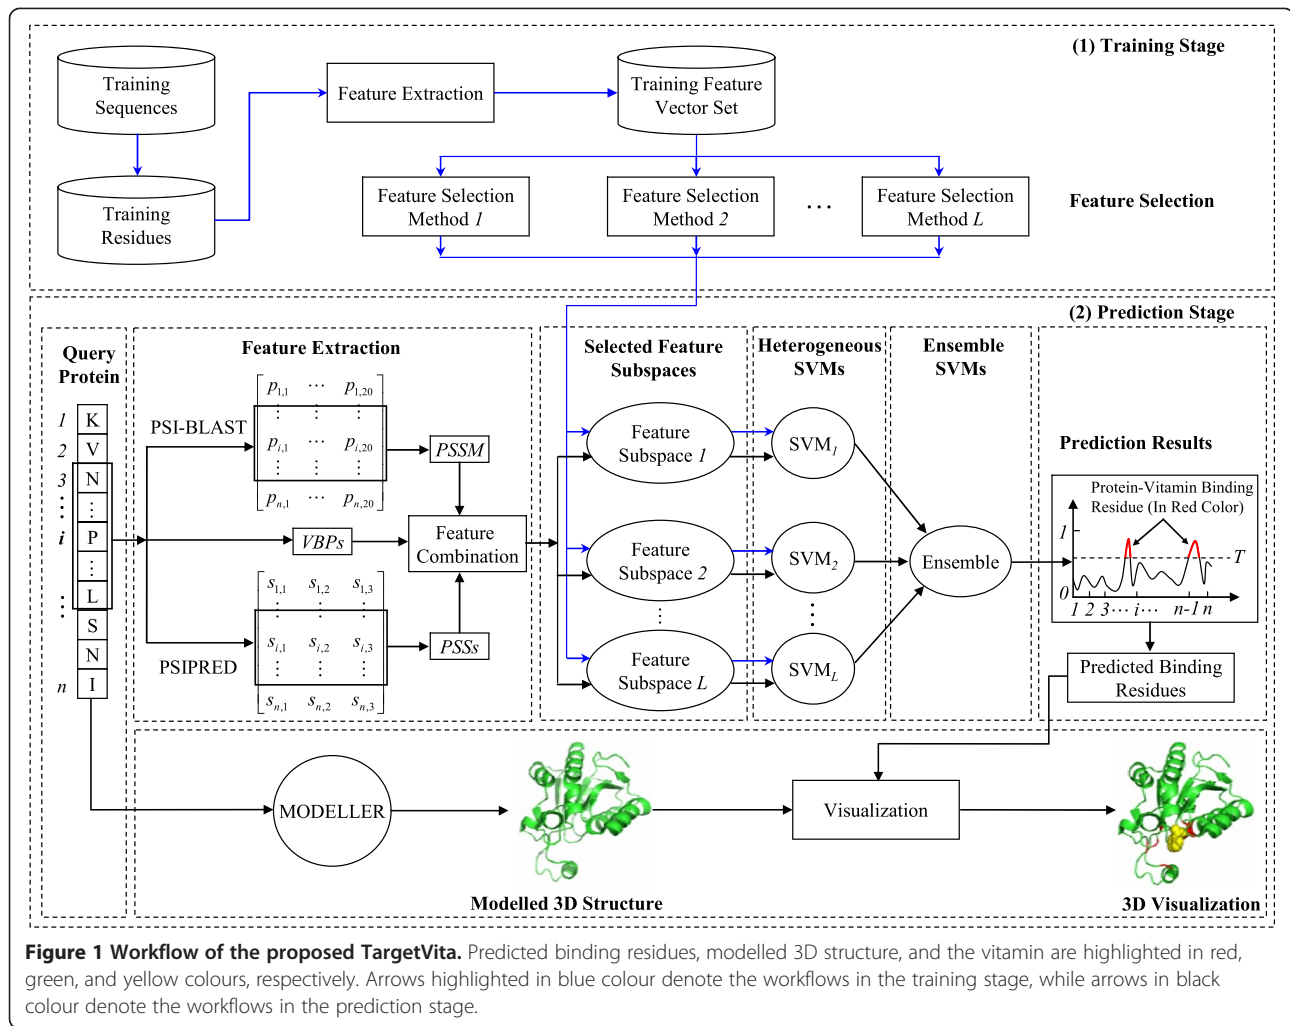 (1) Training Stage
Training
Sequences
Feature Extraction
Training Feature
Vector Set
Training
Residues
Feature Selection
Method 1
Feature Selection
Method 2
...
Feature Selection
Method L
Feature Selection
(2) Prediction Stage
Query
Protein
1 K
2 V
3 N
⋮ ⋮
i P
⋮
L
⋮ S
N
n I
Feature Extraction
PSI-BLAST
p1,1 ⋯ p1,20
⋮ ⋮ ⋮
pi,1 ⋯ pi,20
⋮ ⋮ ⋮
pn,1 ⋯ pn,20
PSSM
VBPs
Feature
Combination
PSIPRED
s1,1 s1,2 s1,3
⋮ ⋮ ⋮
si,1 si,2 si,3
⋮ ⋮ ⋮
sn,1 sn,2 sn,3
PSSs
Selected Feature
Subspaces
Feature
Subspace 1
Feature
Subspace 2
⋮
Feature
Subspace L
Heterogeneous
SVMs
SVM1
SVM2
⋮
SVML
Ensemble
SVMs
Ensemble
Prediction Results
Protein-Vitamin Binding
Residue (In Red Color)
1
T
0
1 2 3⋯ i⋯ n-1 n
Predicted Binding
Residues
MODELLER
Modelled 3D Structure
Visualization
3D Visualization
Figure 1 Workflow of the proposed TargetVita. Predicted binding residues, modelled 3D structure, and the vitamin are highlighted in red,
green, and yellow colours, respectively. Arrows highlighted in blue colour denote the workflows in the training stage, while arrows in black
colour denote the workflows in the prediction stage.